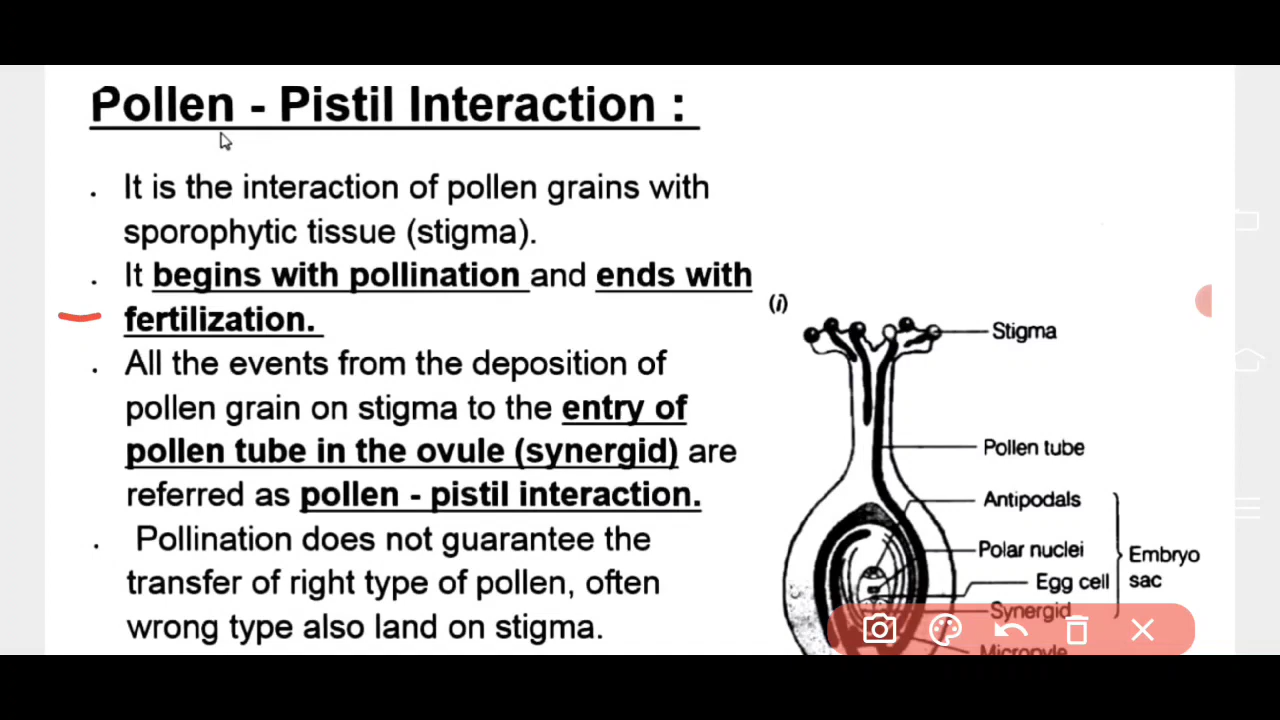 Pollen - Pistil Interaction :
. It is the interaction of pollen grains with
sporophytic tissue (stigma).
. It begins with pollination and ends with
fertilization.
. All the events from the deposition of
pollen grain on stigma to the entry of
pollen tube in the ovule (synergid) are
referred as pollen - pistil interaction.
. Pollination does not guarantee the
transfer of right type of pollen, often
wrong type also land on stigma.
(i)
Stigma
Pollen tube
Antipodals
Polar nuclei
Egg cell
Synergid
Embryo
sac
Micropyle